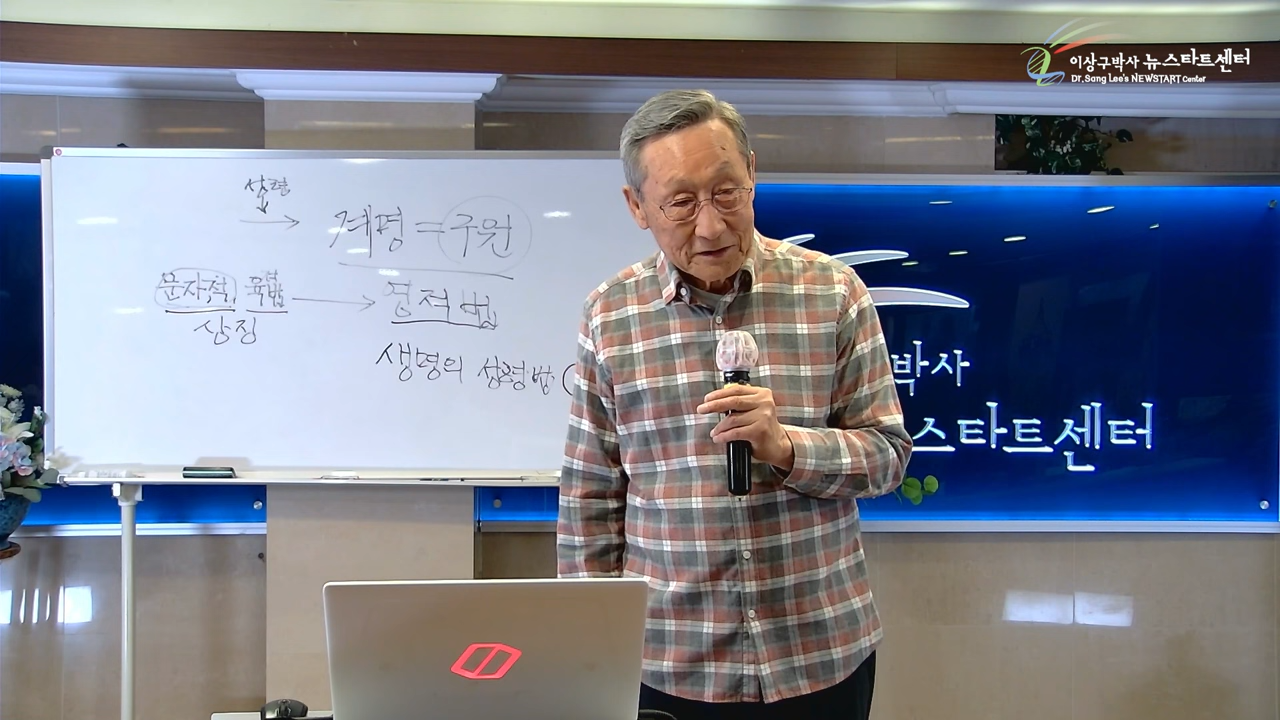 이상구박사 뉴스타트센터
Dr. Sang Lee's NEWSTART Center
성령
계명 = 구원
문자적, 육적법
상징
영적 법
생명의 성령법 (
박사
스타트센터